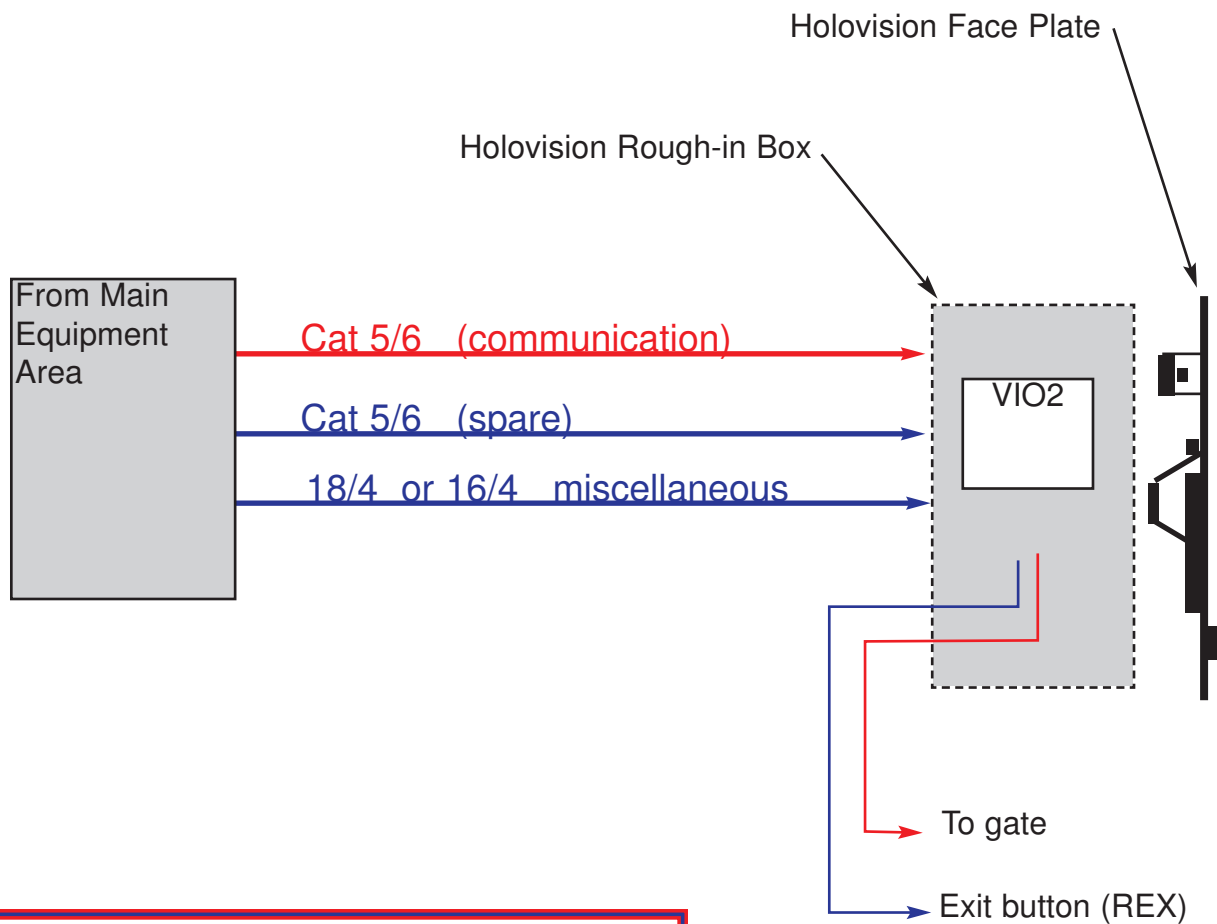 Holovision Face Plate
Holovision Rough-in Box
From Main
Equipment
Area
Cat 5/6 (communication)
Cat 5/6 (spare)
18/4 or 16/4 miscellaneous
VIO2
To gate
Exit button (REX)